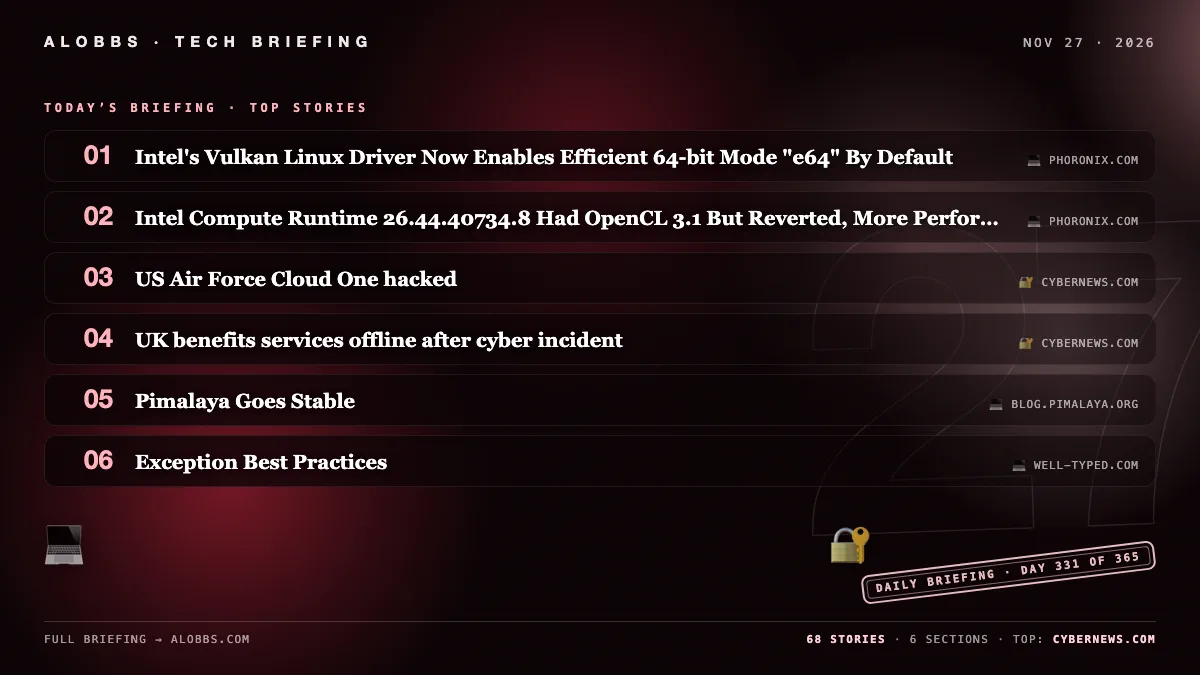 ALOBBS · TECH BRIEFING
NOV 27 · 2026
TODAY’S BRIEFING · TOP STORIES
01 Intel's Vulkan Linux Driver Now Enables Efficient 64-bit Mode "e64" By Default PHORONIX.COM
02 Intel Compute Runtime 26.44.40734.8 Had OpenCL 3.1 But Reverted, More Perfor… PHORONIX.COM
03 US Air Force Cloud One hacked CYBERNEWS.COM
04 UK benefits services offline after cyber incident CYBERNEWS.COM
05 Pimalaya Goes Stable BLOG.PIMALAYA.ORG
06 Exception Best Practices WELL-TYPED.COM
27
DAILY BRIEFING · DAY 331 OF 365
FULL BRIEFING → ALOBBS.COM
68 STORIES · 6 SECTIONS · TOP: CYBERNEWS.COM